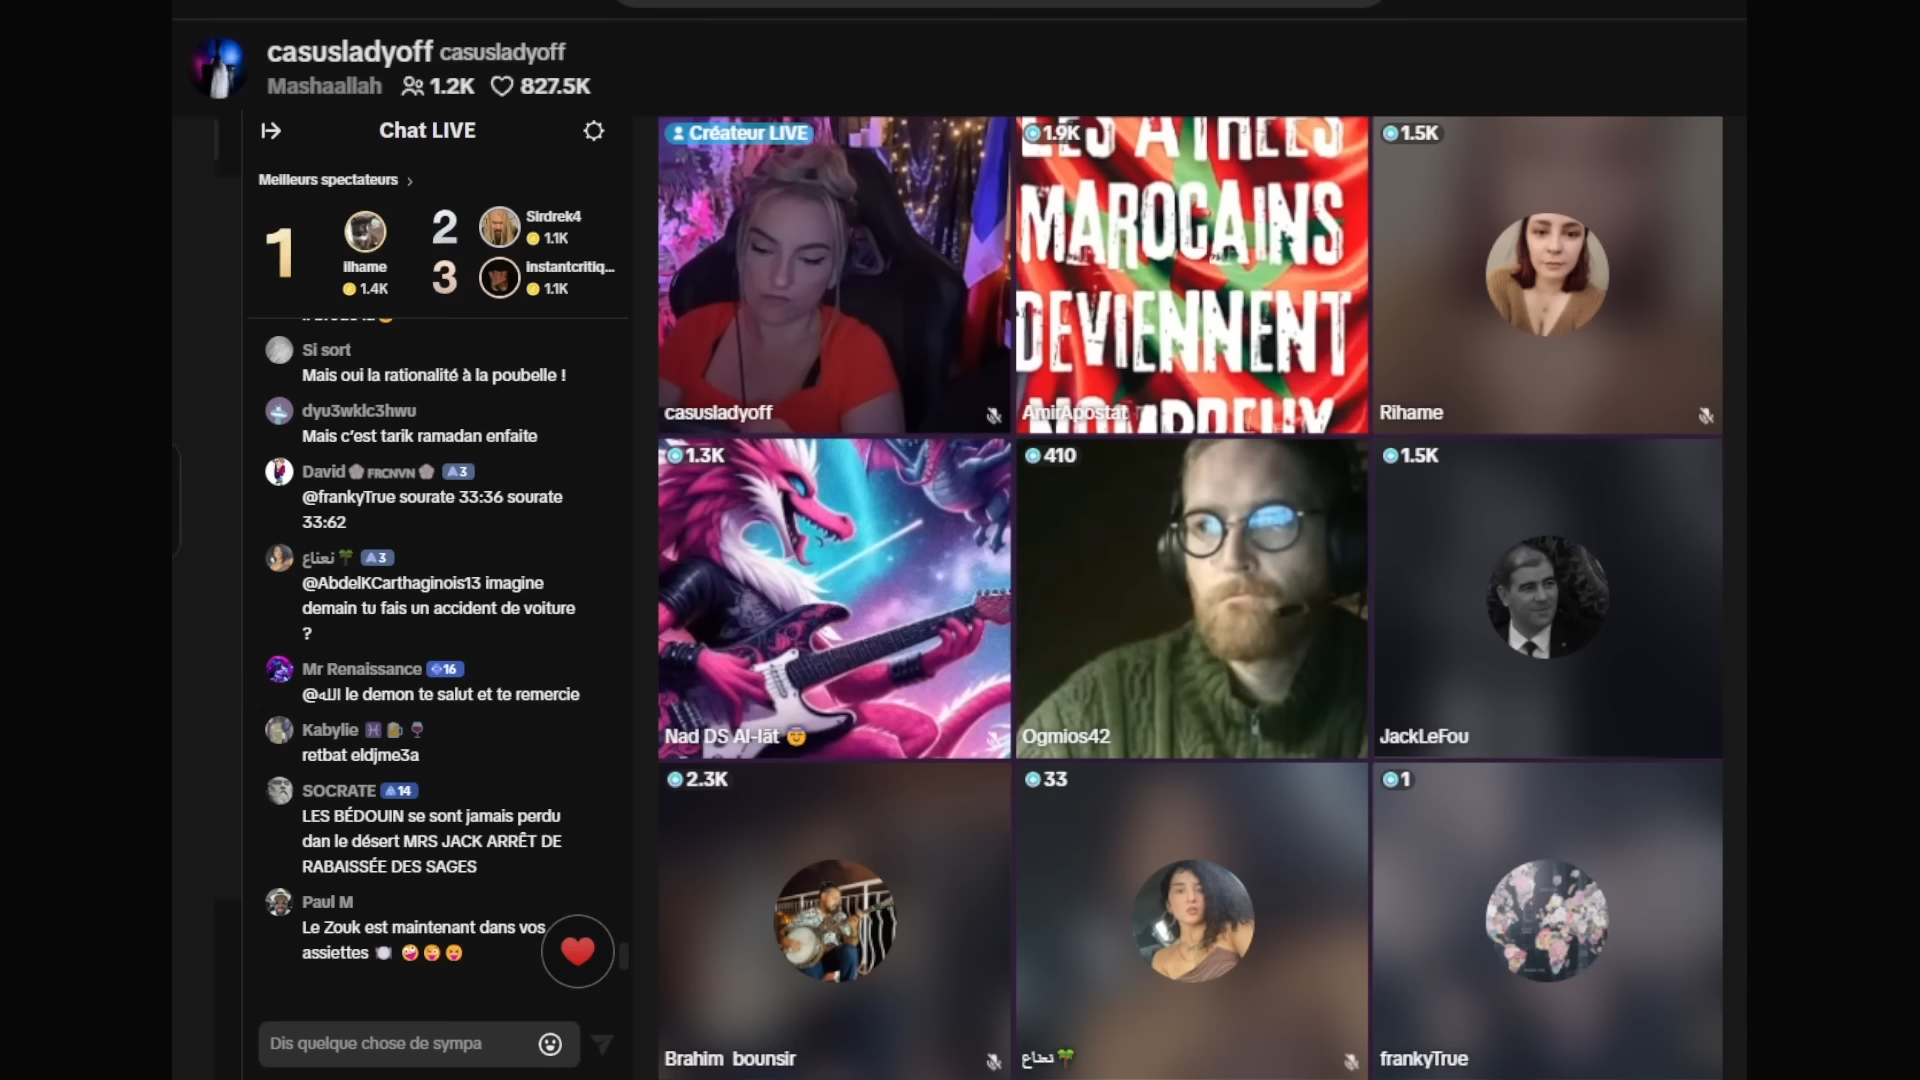 casusladyoff casusladyoff
Mashaallah 1.2K 827.5K
Chat LIVE
Meilleurs spectateurs
1
ilhame
1.4K
2
Sirdrek4
1.1K
3
instantcritiq...
1.1K
Si sort
Mais oui la rationalité à la poubelle !
dyu3wklc3hwu
Mais c'est tarik ramadan enfaite
David FRCNVN A3
@frankyTrue sourate 33:36 sourate
33:62
نعناع A3
@AbdelKCarthaginois13 imagine
demain tu fais un accident de voiture
?
Mr Renaissance 16
@الله le demon te salut et te remercie
Kabylie
retbat eldjme3a
SOCRATE 14
LES BÉDOUIN se sont jamais perdu
dan le désert MRS JACK ARRÊT DE
RABAISSÉE DES SAGES
Paul M
Le Zouk est maintenant dans vos
assiettes
Dis quelque chose de sympa
Créateur LIVE
casusladyoff
1.9K
LES ATHÉES
MAROCAINS
DEVIENNENT
NOMBREUX
AmirApostat
1.5K
Rihame
1.3K
Nad DS Al-lāt
410
Ogmios42
1.5K
JackLeFou
2.3K
Brahim bounsir
33
نعناع
1
frankyTrue